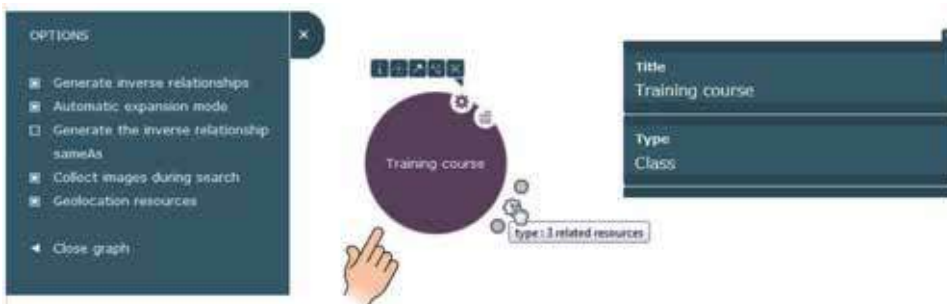 OPTIONS
Generate inverse relationships
Automatic expansion mode
Generate the inverse relationship
sameAs
Collect images during search
Geolocation resources
Close graph
Training course
type : 3 related resources
Title
Training course
Type
Class